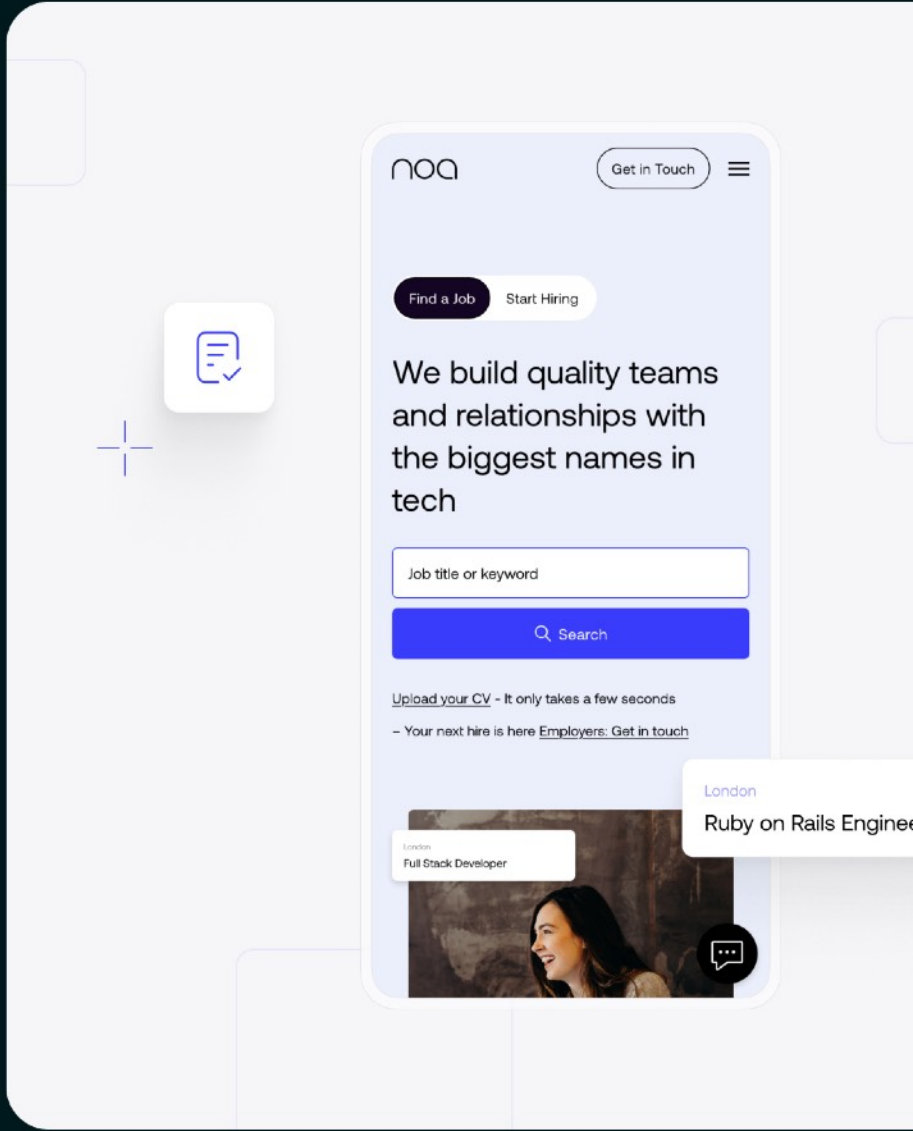 noa
Get in Touch
Find a Job
Start Hiring
We build quality teams
and relationships with
the biggest names in
tech
Job title or keyword
Search
Upload your CV - It only takes a few seconds
– Your next hire is here Employers: Get in touch
London
Ruby on Rails Enginee
London
Full Stack Developer